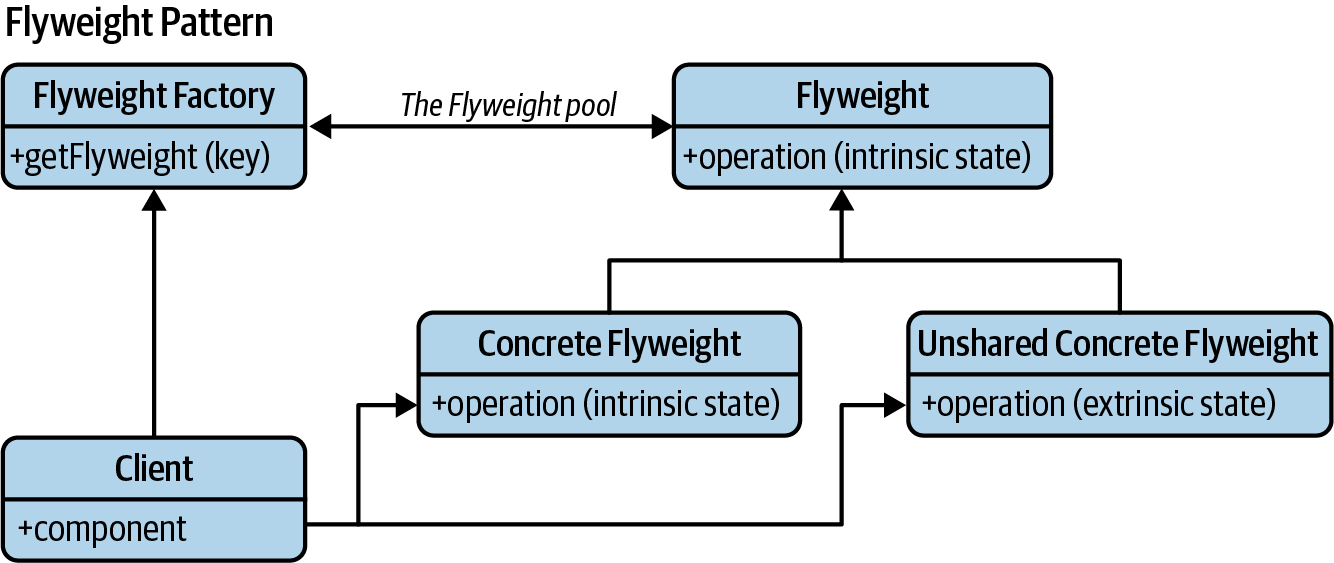 Flyweight Pattern
Flyweight Factory
+getFlyweight (key)
The Flyweight pool
Flyweight
+operation (intrinsic state)
Concrete Flyweight
+operation (intrinsic state)
Unshared Concrete Flyweight
+operation (extrinsic state)
Client
+component